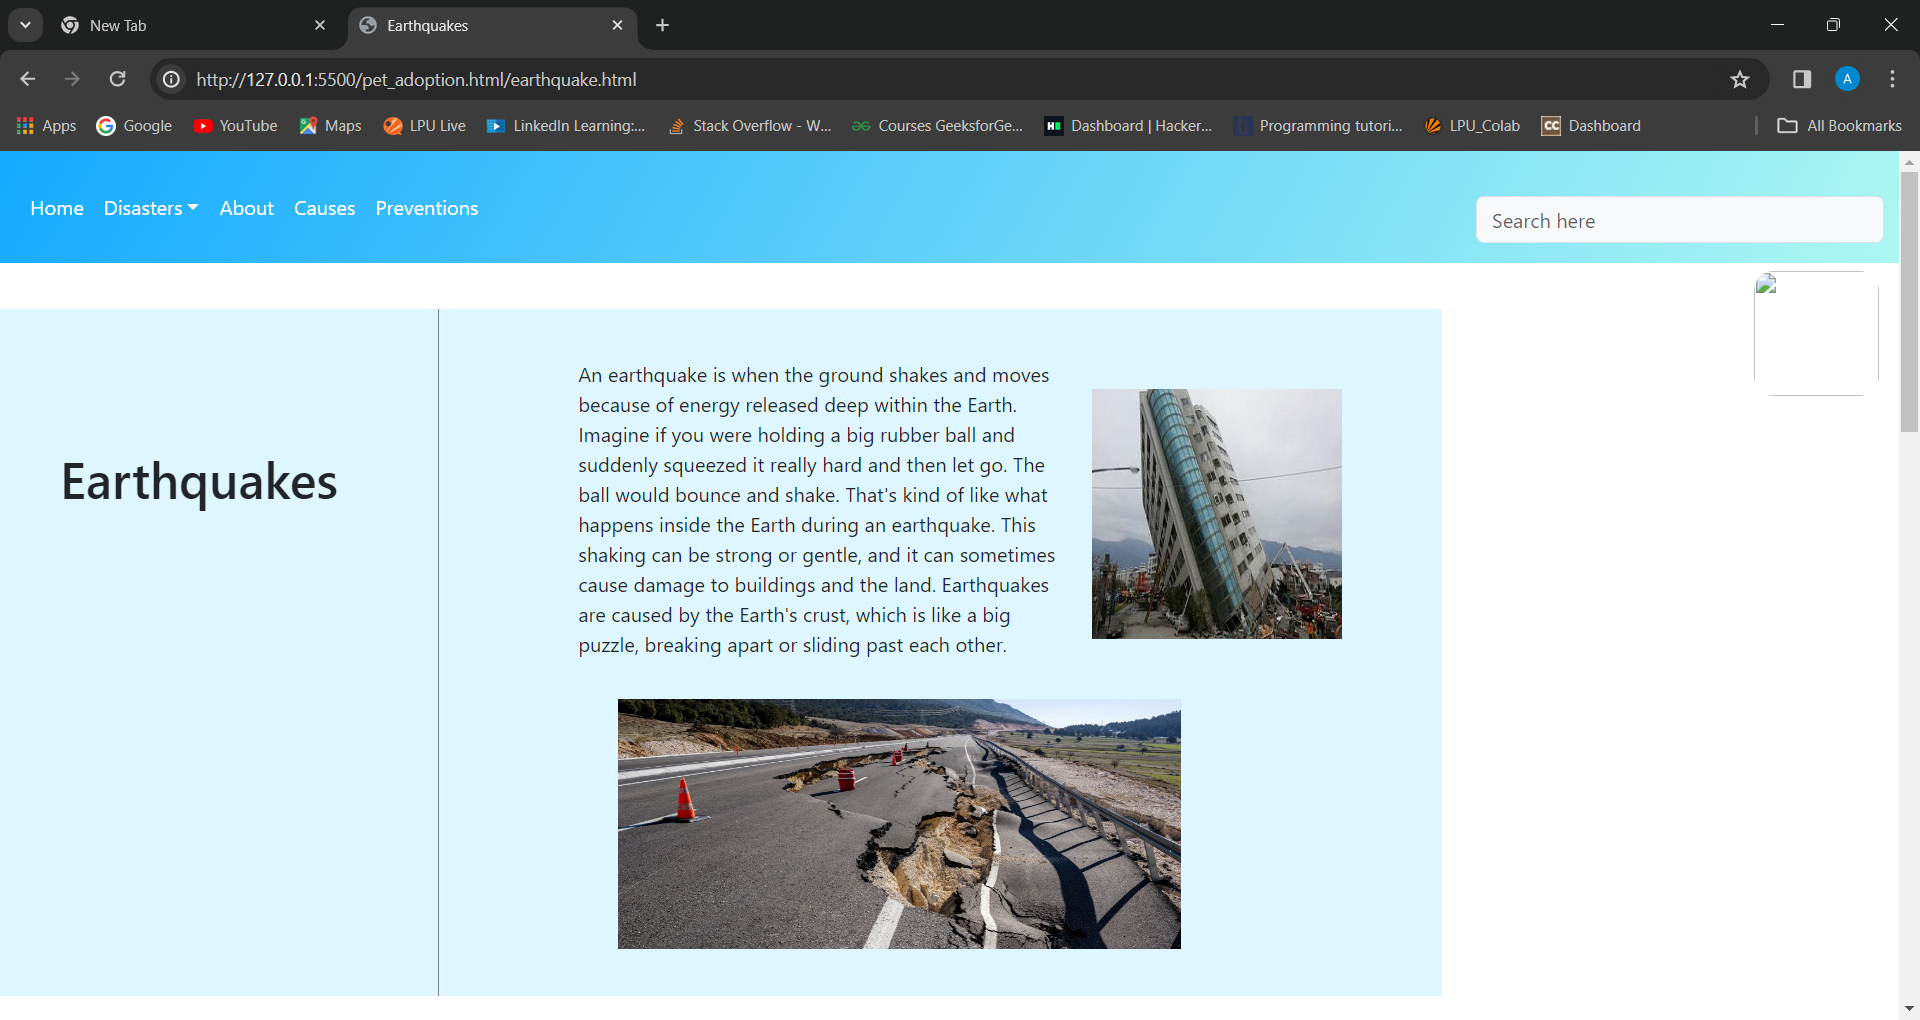 New Tab
Earthquakes
http://127.0.0.1:5500/pet_adoption.html/earthquake.html
A
Apps
Google
YouTube
Maps
LPU Live
LinkedIn Learning:...
Stack Overflow - W...
Courses GeeksforGe...
Dashboard | Hacker...
Programming tutori...
LPU_Colab
CC Dashboard
All Bookmarks
Home Disasters About Causes Preventions
Search here
Earthquakes
An earthquake is when the ground shakes and moves
because of energy released deep within the Earth.
Imagine if you were holding a big rubber ball and
suddenly squeezed it really hard and then let go. The
ball would bounce and shake. That's kind of like what
happens inside the Earth during an earthquake. This
shaking can be strong or gentle, and it can sometimes
cause damage to buildings and the land. Earthquakes
are caused by the Earth's crust, which is like a big
puzzle, breaking apart or sliding past each other.